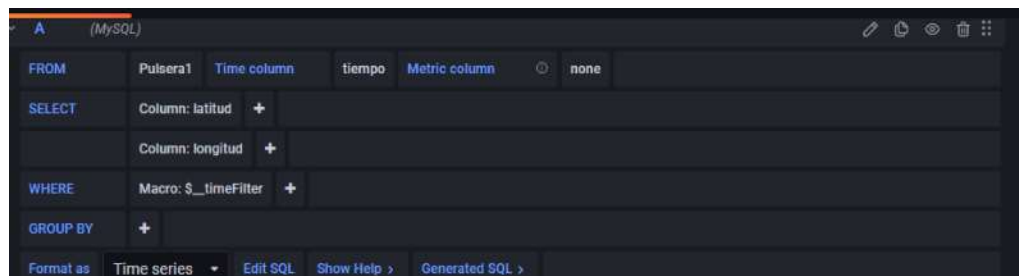 A (MySQL)
FROM Pulsera1 Time column tiempo Metric column none
SELECT Column: latitud +
Column: longitud +
WHERE Macro: $__timeFilter +
GROUP BY +
Format as Time series Edit SQL Show Help > Generated SQL >